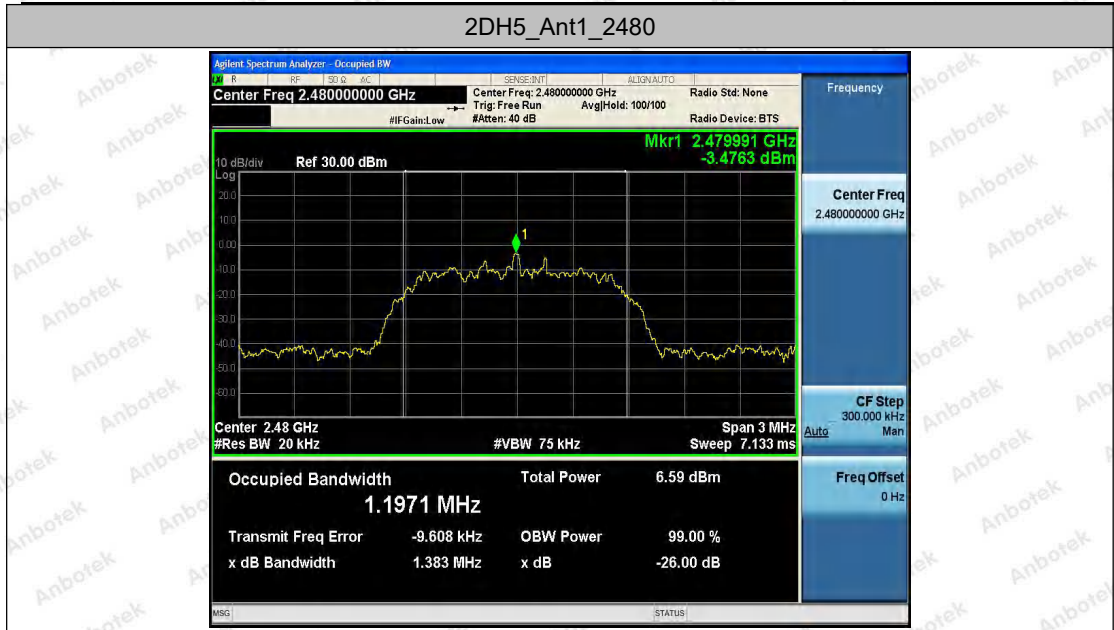 2DH5_Ant1_2480
Agilent Spectrum Analyzer - Occupied BW
LXI R RF 50 Ω AC SENSE:INT ALIGN AUTO
Center Freq 2.480000000 GHz
Center Freq: 2.480000000 GHz Radio Std: None
Trig: Free Run Avg|Hold: 100/100
#IFGain:Low #Atten: 40 dB Radio Device: BTS
Mkr1 2.479991 GHz
-3.4763 dBm
10 dB/div Ref 30.00 dBm
Log
20.0
10.0
0.00
-10.0
-20.0
-30.0
-40.0
-50.0
-60.0
1
Center 2.48 GHz Span 3 MHz
#Res BW 20 kHz #VBW 75 kHz Sweep 7.133 ms
Occupied Bandwidth Total Power 6.59 dBm
1.1971 MHz
Transmit Freq Error -9.608 kHz OBW Power 99.00 %
x dB Bandwidth 1.383 MHz x dB -26.00 dB
MSG STATUS
Frequency
Center Freq
2.480000000 GHz
CF Step
300.000 kHz
Auto Man
Freq Offset
0 Hz
Anbotek